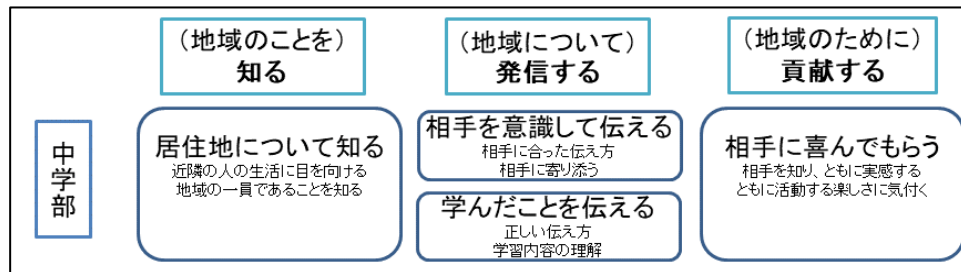 （地域のことを）
知る
（地域について）
発信する
（地域のために）
貢献する
中学部
居住地について知る
近隣の人の生活に目を向ける
地域の一員であることを知る
相手を意識して伝える
相手に合った伝え方
相手に寄り添う
学んだことを伝える
正しい伝え方
学習内容の理解
相手に喜んでもらう
相手を知り、ともに実感する
ともに活動する楽しさに気付く